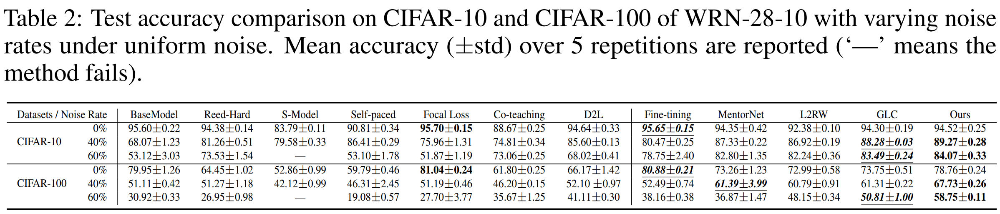 Table 2: Test accuracy comparison on CIFAR-10 and CIFAR-100 of WRN-28-10 with varying noise
rates under uniform noise. Mean accuracy (±std) over 5 repetitions are reported (‘—’ means the
method fails).
Datasets / Noise Rate BaseModel Reed-Hard S-Model Self-paced Focal Loss Co-teaching D2L Fine-tining MentorNet L2RW GLC Ours
0% 95.60±0.22 94.38±0.14 83.79±0.11 90.81±0.34 95.70±0.15 88.67±0.25 94.64±0.33 95.65±0.15 94.35±0.42 92.38±0.10 94.30±0.19 94.52±0.25
CIFAR-10 40% 68.07±1.23 81.26±0.51 79.58±0.33 86.41±0.29 75.96±1.31 74.81±0.34 85.60±0.13 80.47±0.25 87.33±0.22 86.92±0.19 88.28±0.03 89.27±0.28
60% 53.12±3.03 73.53±1.54 — 53.10±1.78 51.87±1.19 73.06±0.25 68.02±0.41 78.75±2.40 82.80±1.35 82.24±0.36 83.49±0.24 84.07±0.33
0% 79.95±1.26 64.45±1.02 52.86±0.99 59.79±0.46 81.04±0.24 61.80±0.25 66.17±1.42 80.88±0.21 73.26±1.23 72.99±0.58 73.75±0.51 78.76±0.24
CIFAR-100 40% 51.11±0.42 51.27±1.18 42.12±0.99 46.31±2.45 51.19±0.46 46.20±0.15 52.10 ±0.97 52.49±0.74 61.39±3.99 60.79±0.91 61.31±0.22 67.73±0.26
60% 30.92±0.33 26.95±0.98 — 19.08±0.57 27.70±3.77 35.67±1.25 41.11±0.30 38.16±0.38 36.87±1.47 48.15±0.34 50.81±1.00 58.75±0.11